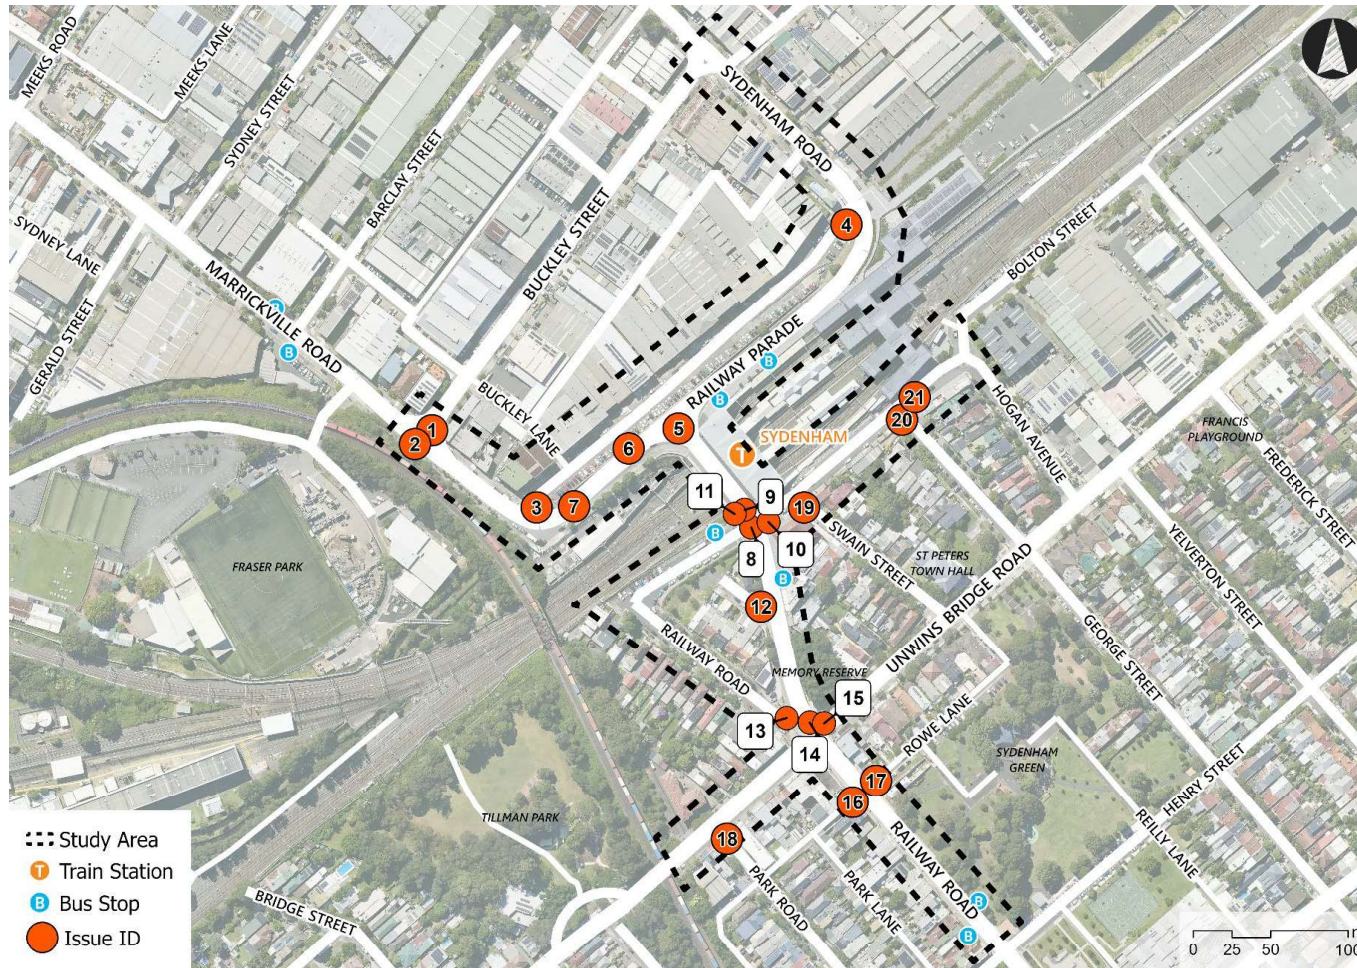 MEEKS ROAD
MEEKS LANE
SYDNEY STREET
SYDENHAM ROAD
BARCLAY STREET
SYDNEY LANE
BUCKLEY STREET
4
BOLTON STREET
MARRICKVILLE ROAD
B
B
GERALD STREET
RAILWAY PARADE
B
B
BUCKLEY LANE
HOGAN AVENUE
21
20
1
2
5
6
T
SYDENHAM
FRANCIS
PLAYGROUND
FREDERICK STREET
11
9
3
7
19
B
8
10
SWAIN STREET
ST PETERS
TOWN HALL
YELVERTON STREET
FRASER PARK
B
12
UNWINS BRIDGE ROAD
GEORGE STREET
RAILWAY ROAD
MEMORY RESERVE
15
13
14
ROWE LANE
SYDENHAM
GREEN
17
16
HENRY STREET
TILLMAN PARK
18
RAILWAY ROAD
REILLY LANE
PARK ROAD
PARK LANE
B
B
BRIDGE STREET
Study Area
T Train Station
B Bus Stop
Issue ID
0 25 50 100 m